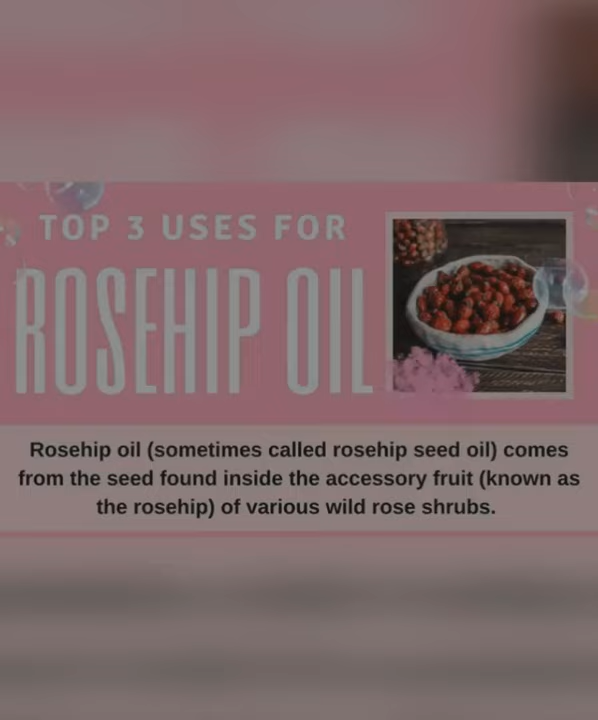 TOP 3 USES FOR
ROSEHIP OIL
Rosehip oil (sometimes called rosehip seed oil) comes
from the seed found inside the accessory fruit (known as
the rosehip) of various wild rose shrubs.